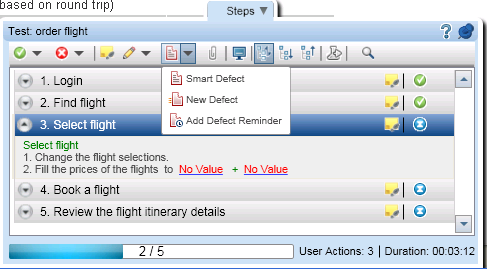 based on round trip)
Steps
Test: order flight
Smart Defect
New Defect
Add Defect Reminder
1. Login
2. Find flight
3. Select flight
Select flight
1. Change the flight selections.
2. Fill the prices of the flights to No Value + No Value
4. Book a flight
5. Review the flight itinerary details
2 / 5
User Actions: 3 | Duration: 00:03:12